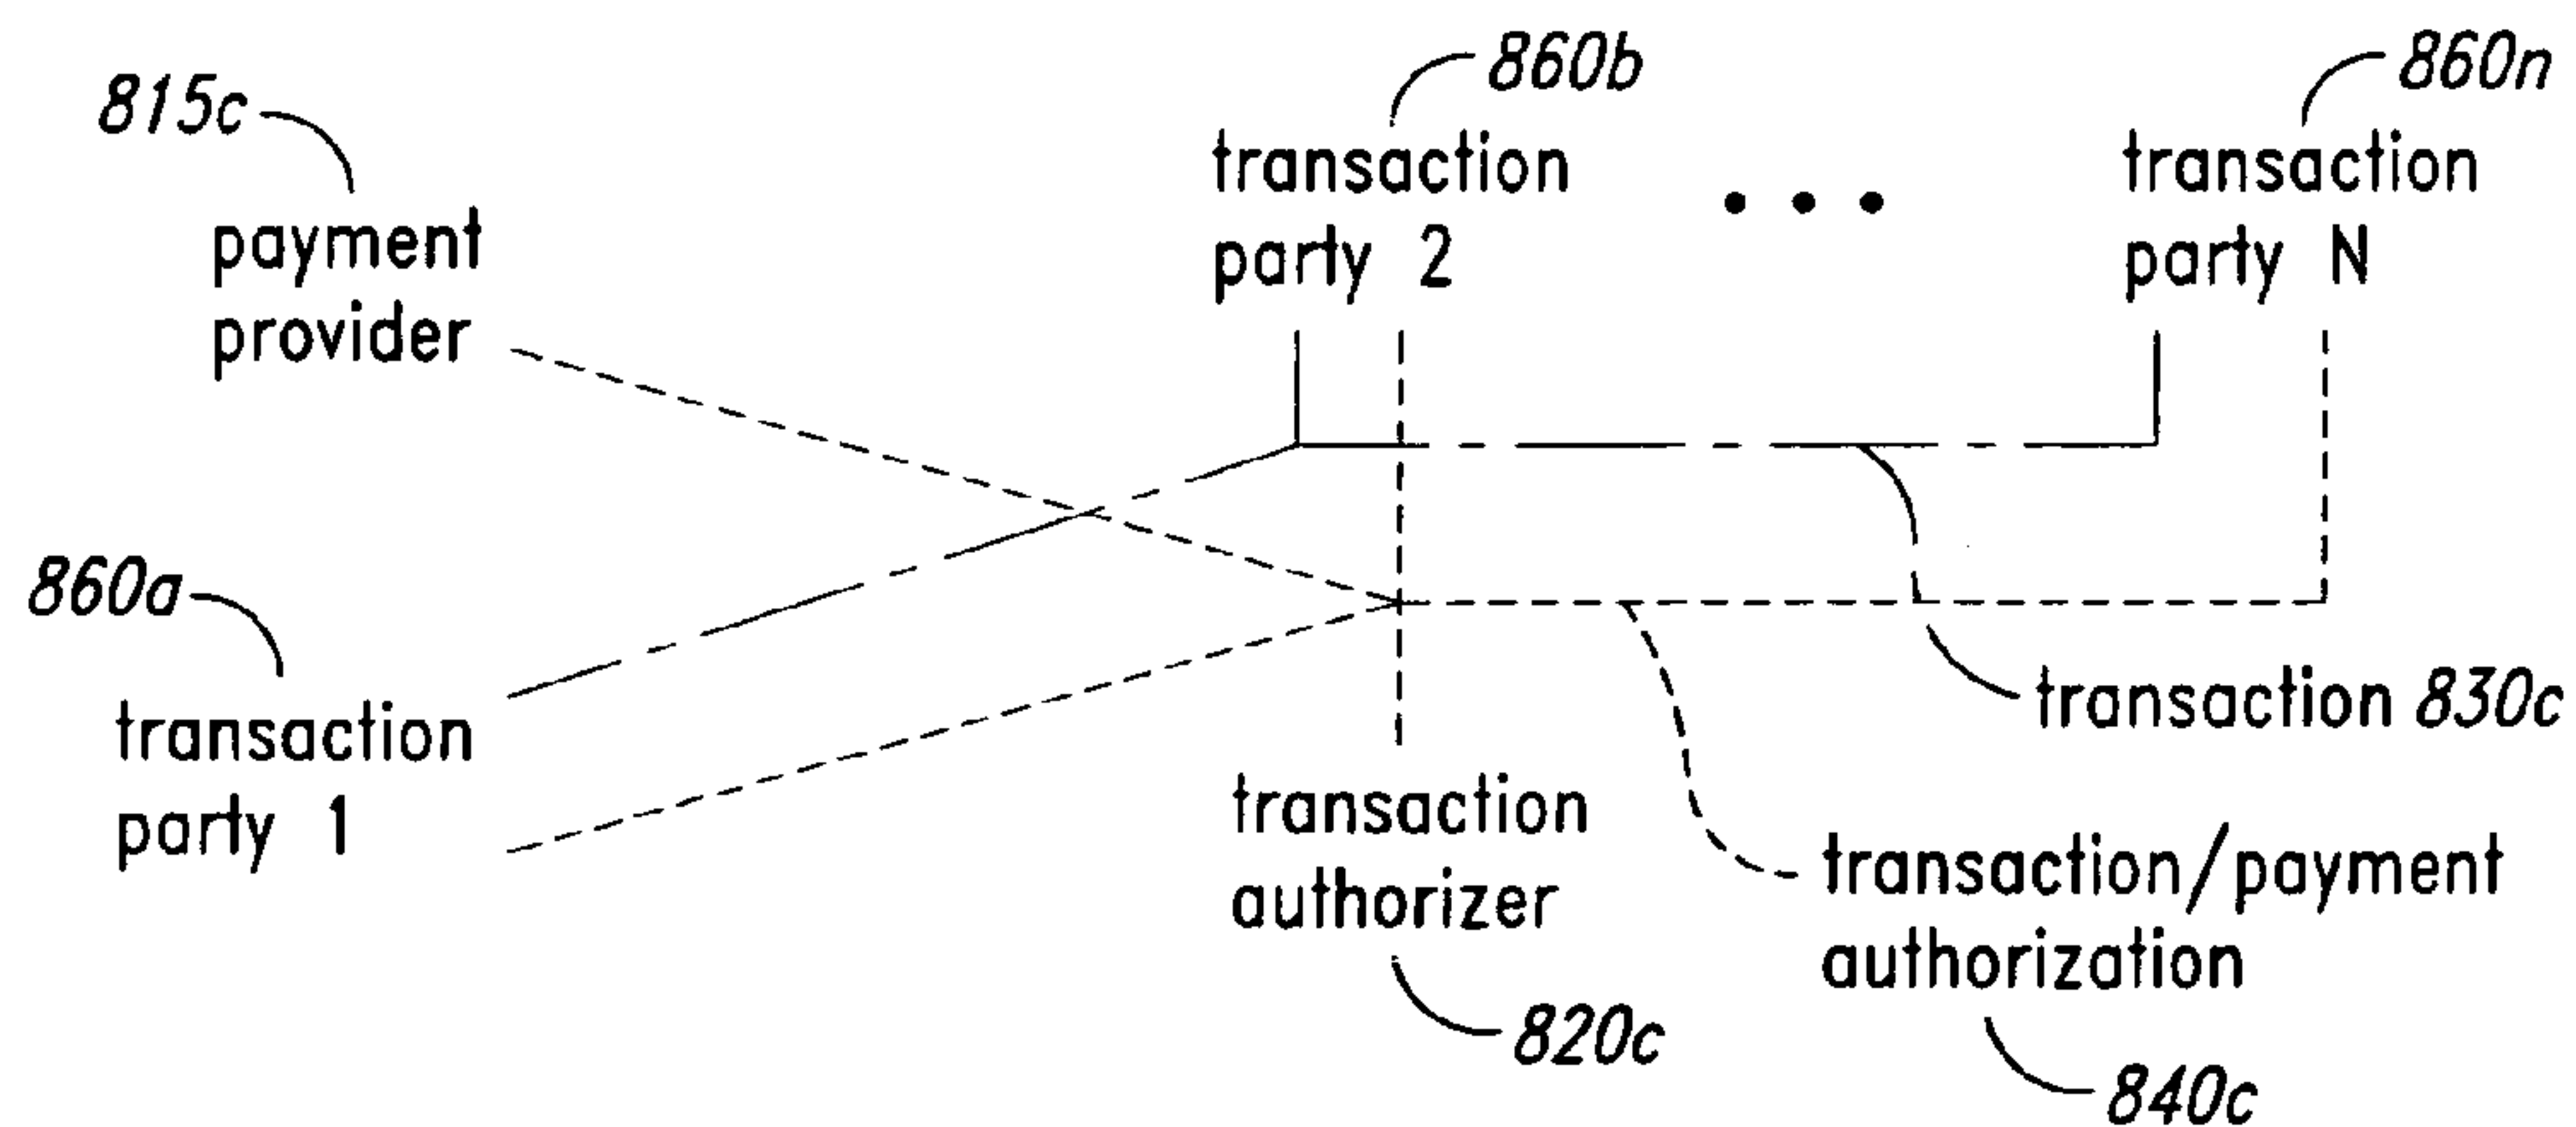 815c
payment
provider
860b
transaction
party 2
860n
transaction
party N
860a
transaction
party 1
transaction 830c
transaction
authorizer
820c
transaction/payment
authorization
840c